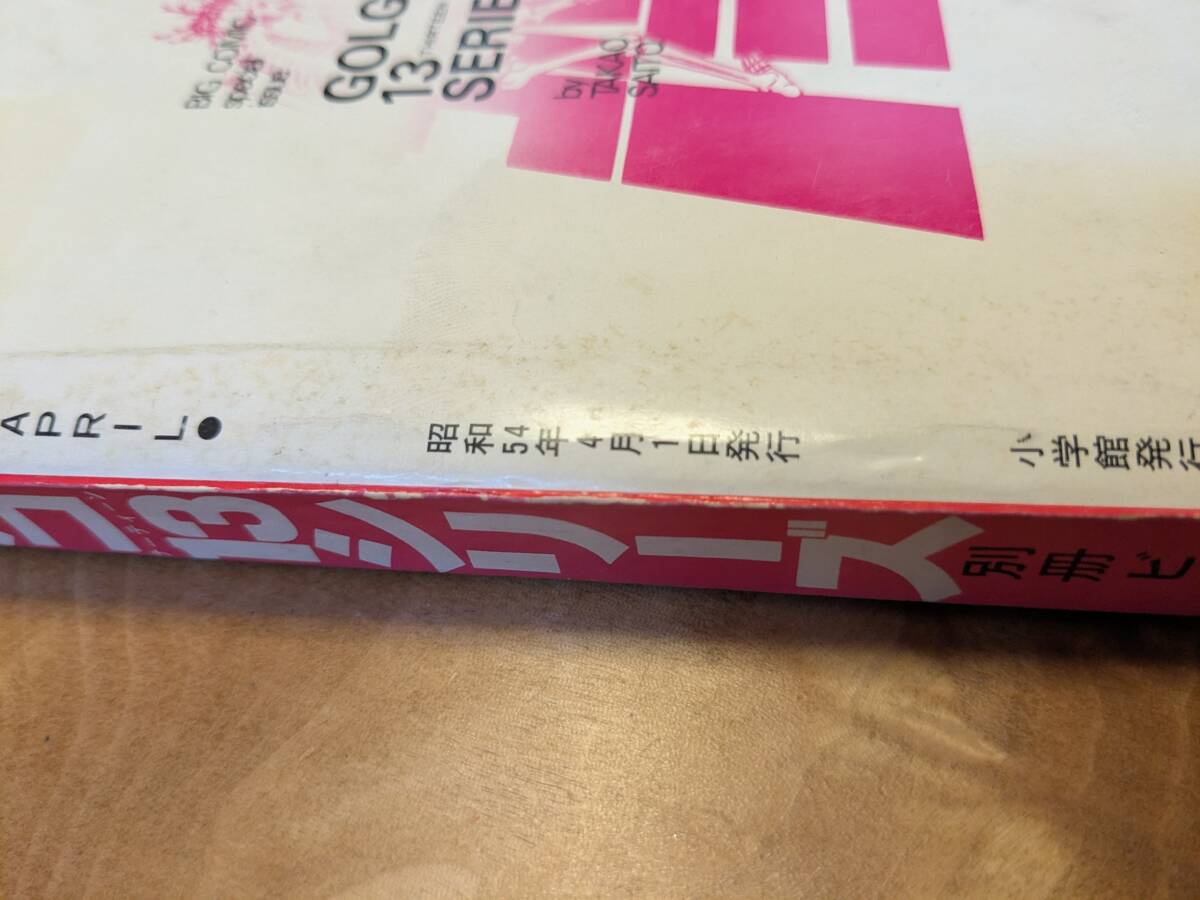 BIG COMIC
special
issue
GOLG
13 THIRTEEN
SERIE
by
TAKAO
SAITO
APRIL●
昭和54年4月1日発行
小学館発行
13シリーズ
別冊ビ